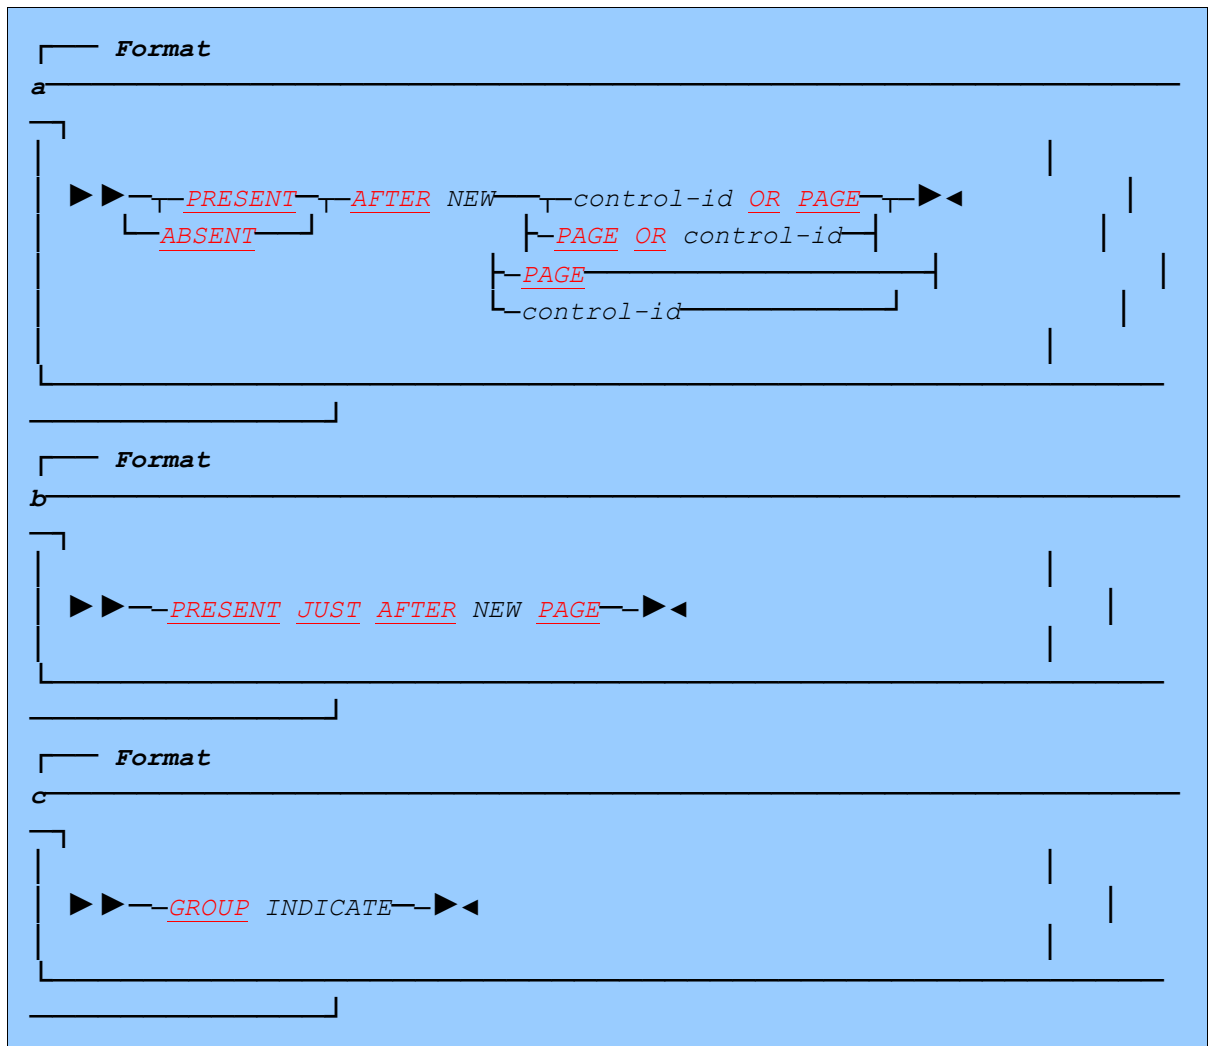 Format
a
PRESENT AFTER NEW control-id OR PAGE
ABSENT PAGE OR control-id
PAGE
control-id
Format
b
PRESENT JUST AFTER NEW PAGE
Format
c
GROUP INDICATE